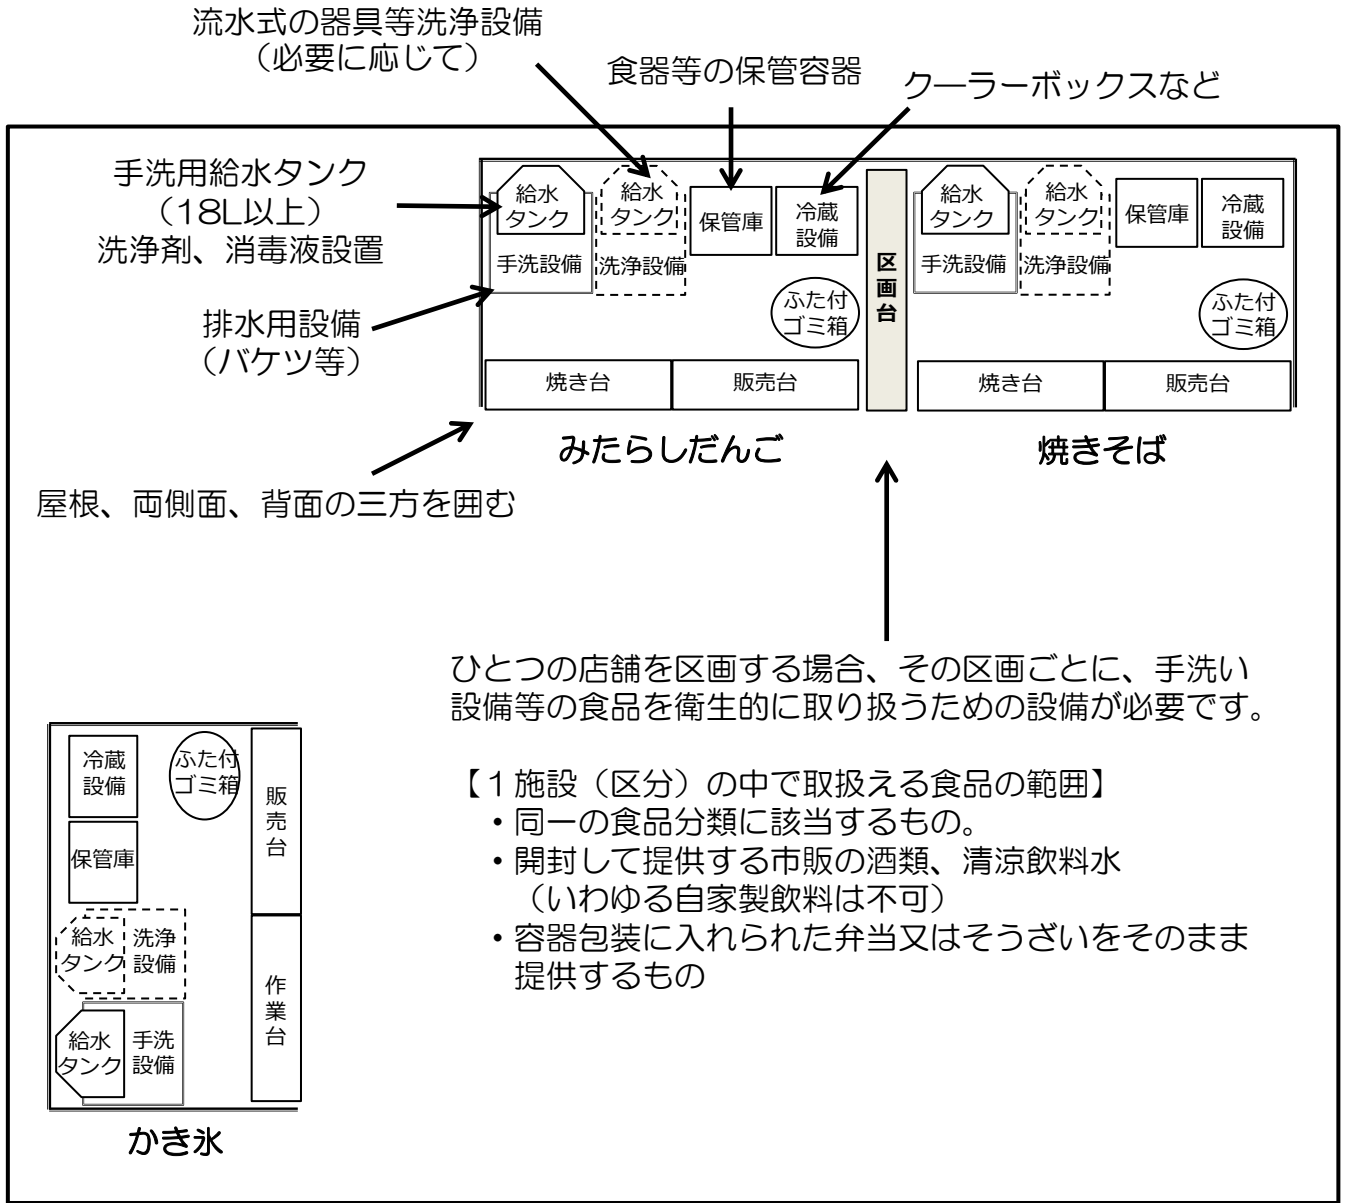 流水式の器具等洗浄設備
（必要に応じて）
食器等の保管容器
クーラーボックスなど
手洗用給水タンク
（18L以上）
洗浄剤、消毒液設置
排水用設備
（バケツ等）
屋根、両側面、背面の三方を囲む
給水
タンク
手洗設備
給水
タンク
洗浄設備
保管庫
冷蔵
設備
ふた付
ゴミ箱
焼き台
販売台
みたらしだんご
区画台
給水
タンク
手洗設備
給水
タンク
洗浄設備
保管庫
冷蔵
設備
ふた付
ゴミ箱
焼き台
販売台
焼きそば
ひとつの店舗を区画する場合、その区画ごとに、手洗い
設備等の食品を衛生的に取り扱うための設備が必要です。
【１施設（区分）の中で取扱える食品の範囲】
・同一の食品分類に該当するもの。
・開封して提供する市販の酒類、清涼飲料水
（いわゆる自家製飲料は不可）
・容器包装に入れられた弁当又はそうざいをそのまま
提供するもの
冷蔵
設備
ふた付
ゴミ箱
販売台
保管庫
給水
タンク
洗浄
設備
作業台
給水
タンク
手洗
設備
かき氷